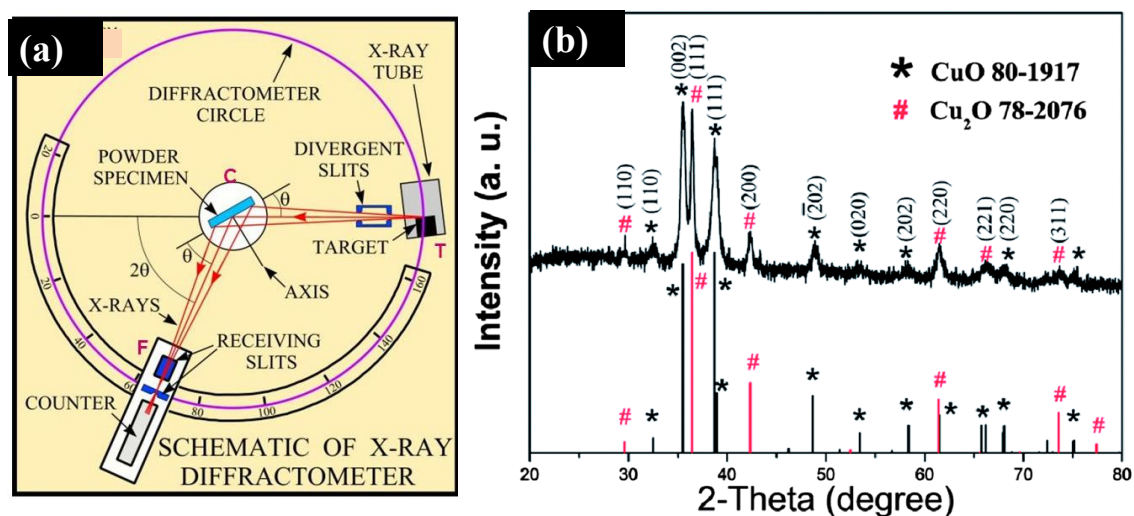 (a)
X-RAY
TUBE
DIFFRACTOMETER
CIRCLE
DIVERGENT
SLITS
POWDER
SPECIMEN
C
θ
TARGET
T
2θ
θ
AXIS
X-RAYS
F
RECEIVING
SLITS
COUNTER
20
0
20
40
60
80
100
120
140
160
SCHEMATIC OF X-RAY
DIFFRACTOMETER
(b)
Intensity (a. u.)
* CuO 80-1917
# Cu₂O 78-2076
# (110)
* (110)
* (002)
# (111)
* (111)
# (200)
* (2̄02)
* (020)
* (202)
# (220)
# (221)
* (220)
# (311)
*
# * * # * * # * * * # * * * # * #
20 30 40 50 60 70 80
2-Theta (degree)